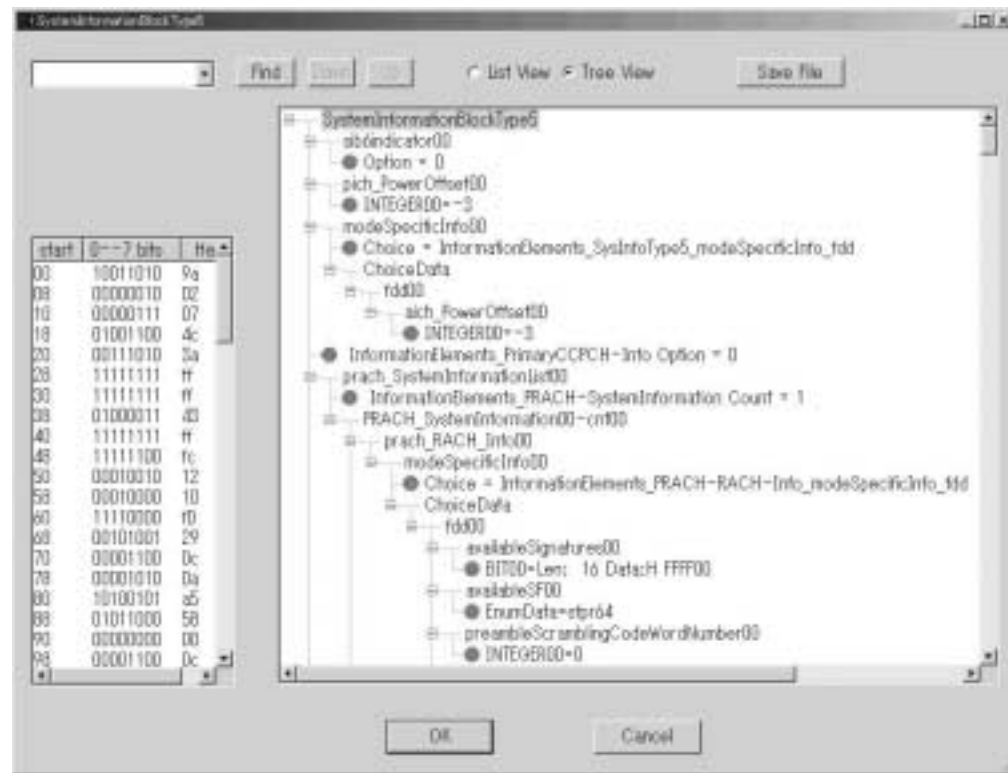 SystemInformationBlockType5
Find Down Up List View Tree View Save File
SystemInformationBlockType5
sib6indicator00
Option = 0
pich_PowerOffset00
INTEGER00=-3
modeSpecificInfo00
Choice = InformationElements_SysInfoType5_modeSpecificInfo_fdd
ChoiceData
fdd00
aich_PowerOffset00
INTEGER00=-3
InformationElements_PrimaryCCPCH-Info Option = 0
prach_SystemInformationList00
InformationElements_PRACH-SystemInformation Count = 1
PRACH_SystemInformation00-cnt00
prach_RACH_Info00
modeSpecificInfo00
Choice = InformationElements_PRACH-RACH-Info_modeSpecificInfo_fdd
ChoiceData
fdd00
availableSignatures00
BIT00=Len: 16 Data:H FFFF00
availableSF00
EnumData=sfpr64
preambleScramblingCodeWordNumber00
INTEGER00=0
start 0--7 bits He
00 10011010 9a
08 00000010 02
10 00000111 07
18 01001100 4c
20 00111010 3a
28 11111111 ff
30 11111111 ff
38 01000011 43
40 11111111 ff
48 11111100 fc
50 00010010 12
58 00010000 10
60 11110000 f0
68 00101001 29
70 00001100 0c
78 00001010 0a
80 10100101 a5
88 01011000 58
90 00000000 00
98 00001100 0c
OK Cancel